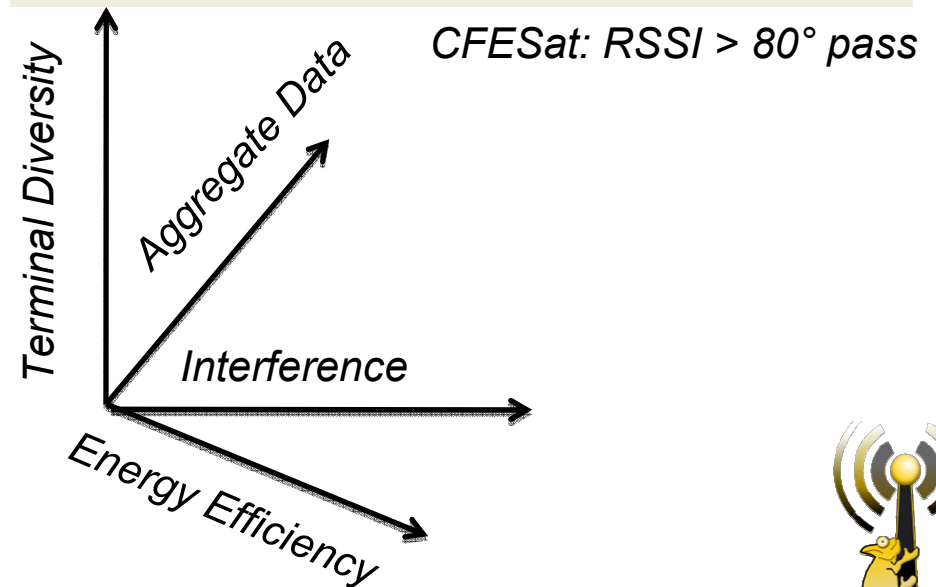 CFESat: RSSI > 80° pass
Terminal Diversity
Aggregate Data
Interference
Energy Efficiency